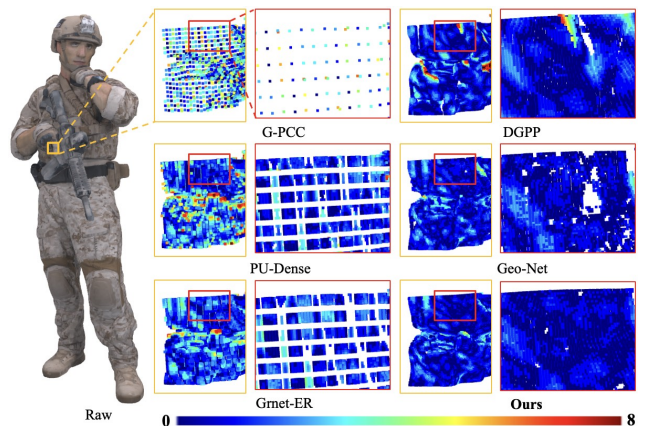 G-PCC
DGPP
PU-Dense
Geo-Net
Grnet-ER
Ours
Raw
0
8